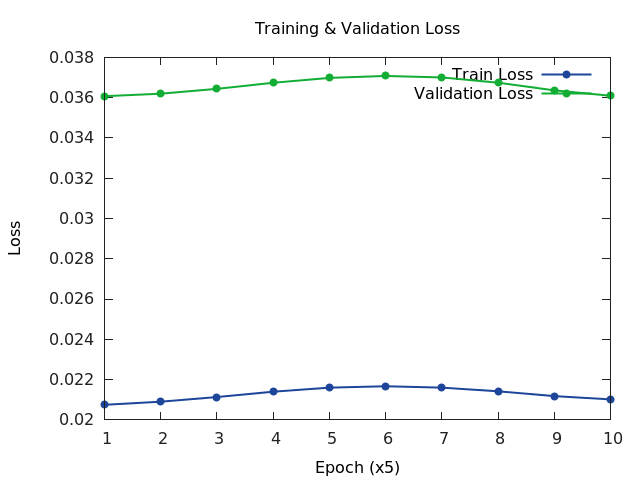 Training & Validation Loss
0.038
0.036
0.034
0.032
0.03
0.028
0.026
0.024
0.022
0.02
Loss
Train Loss
Validation Loss
1 2 3 4 5 6 7 8 9 10
Epoch (x5)